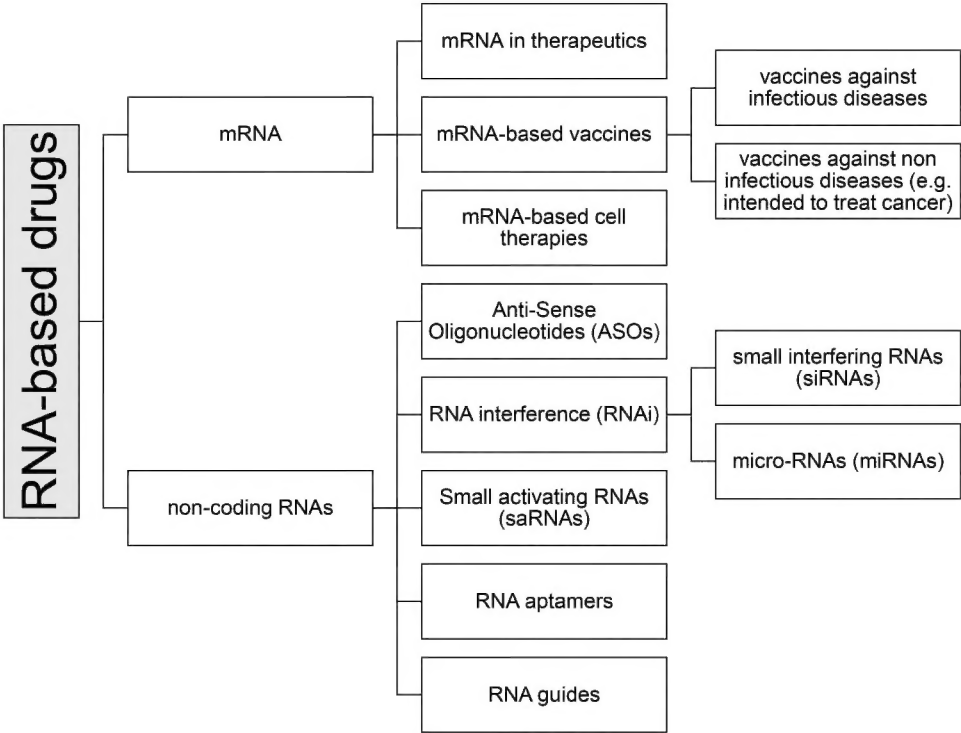 RNA-based drugs
mRNA
mRNA in therapeutics
mRNA-based vaccines
vaccines against
infectious diseases
vaccines against non
infectious diseases (e.g.
intended to treat cancer)
mRNA-based cell
therapies
non-coding RNAs
Anti-Sense
Oligonucleotides (ASOs)
RNA interference (RNAi)
small interfering RNAs
(siRNAs)
micro-RNAs (miRNAs)
Small activating RNAs
(saRNAs)
RNA aptamers
RNA guides